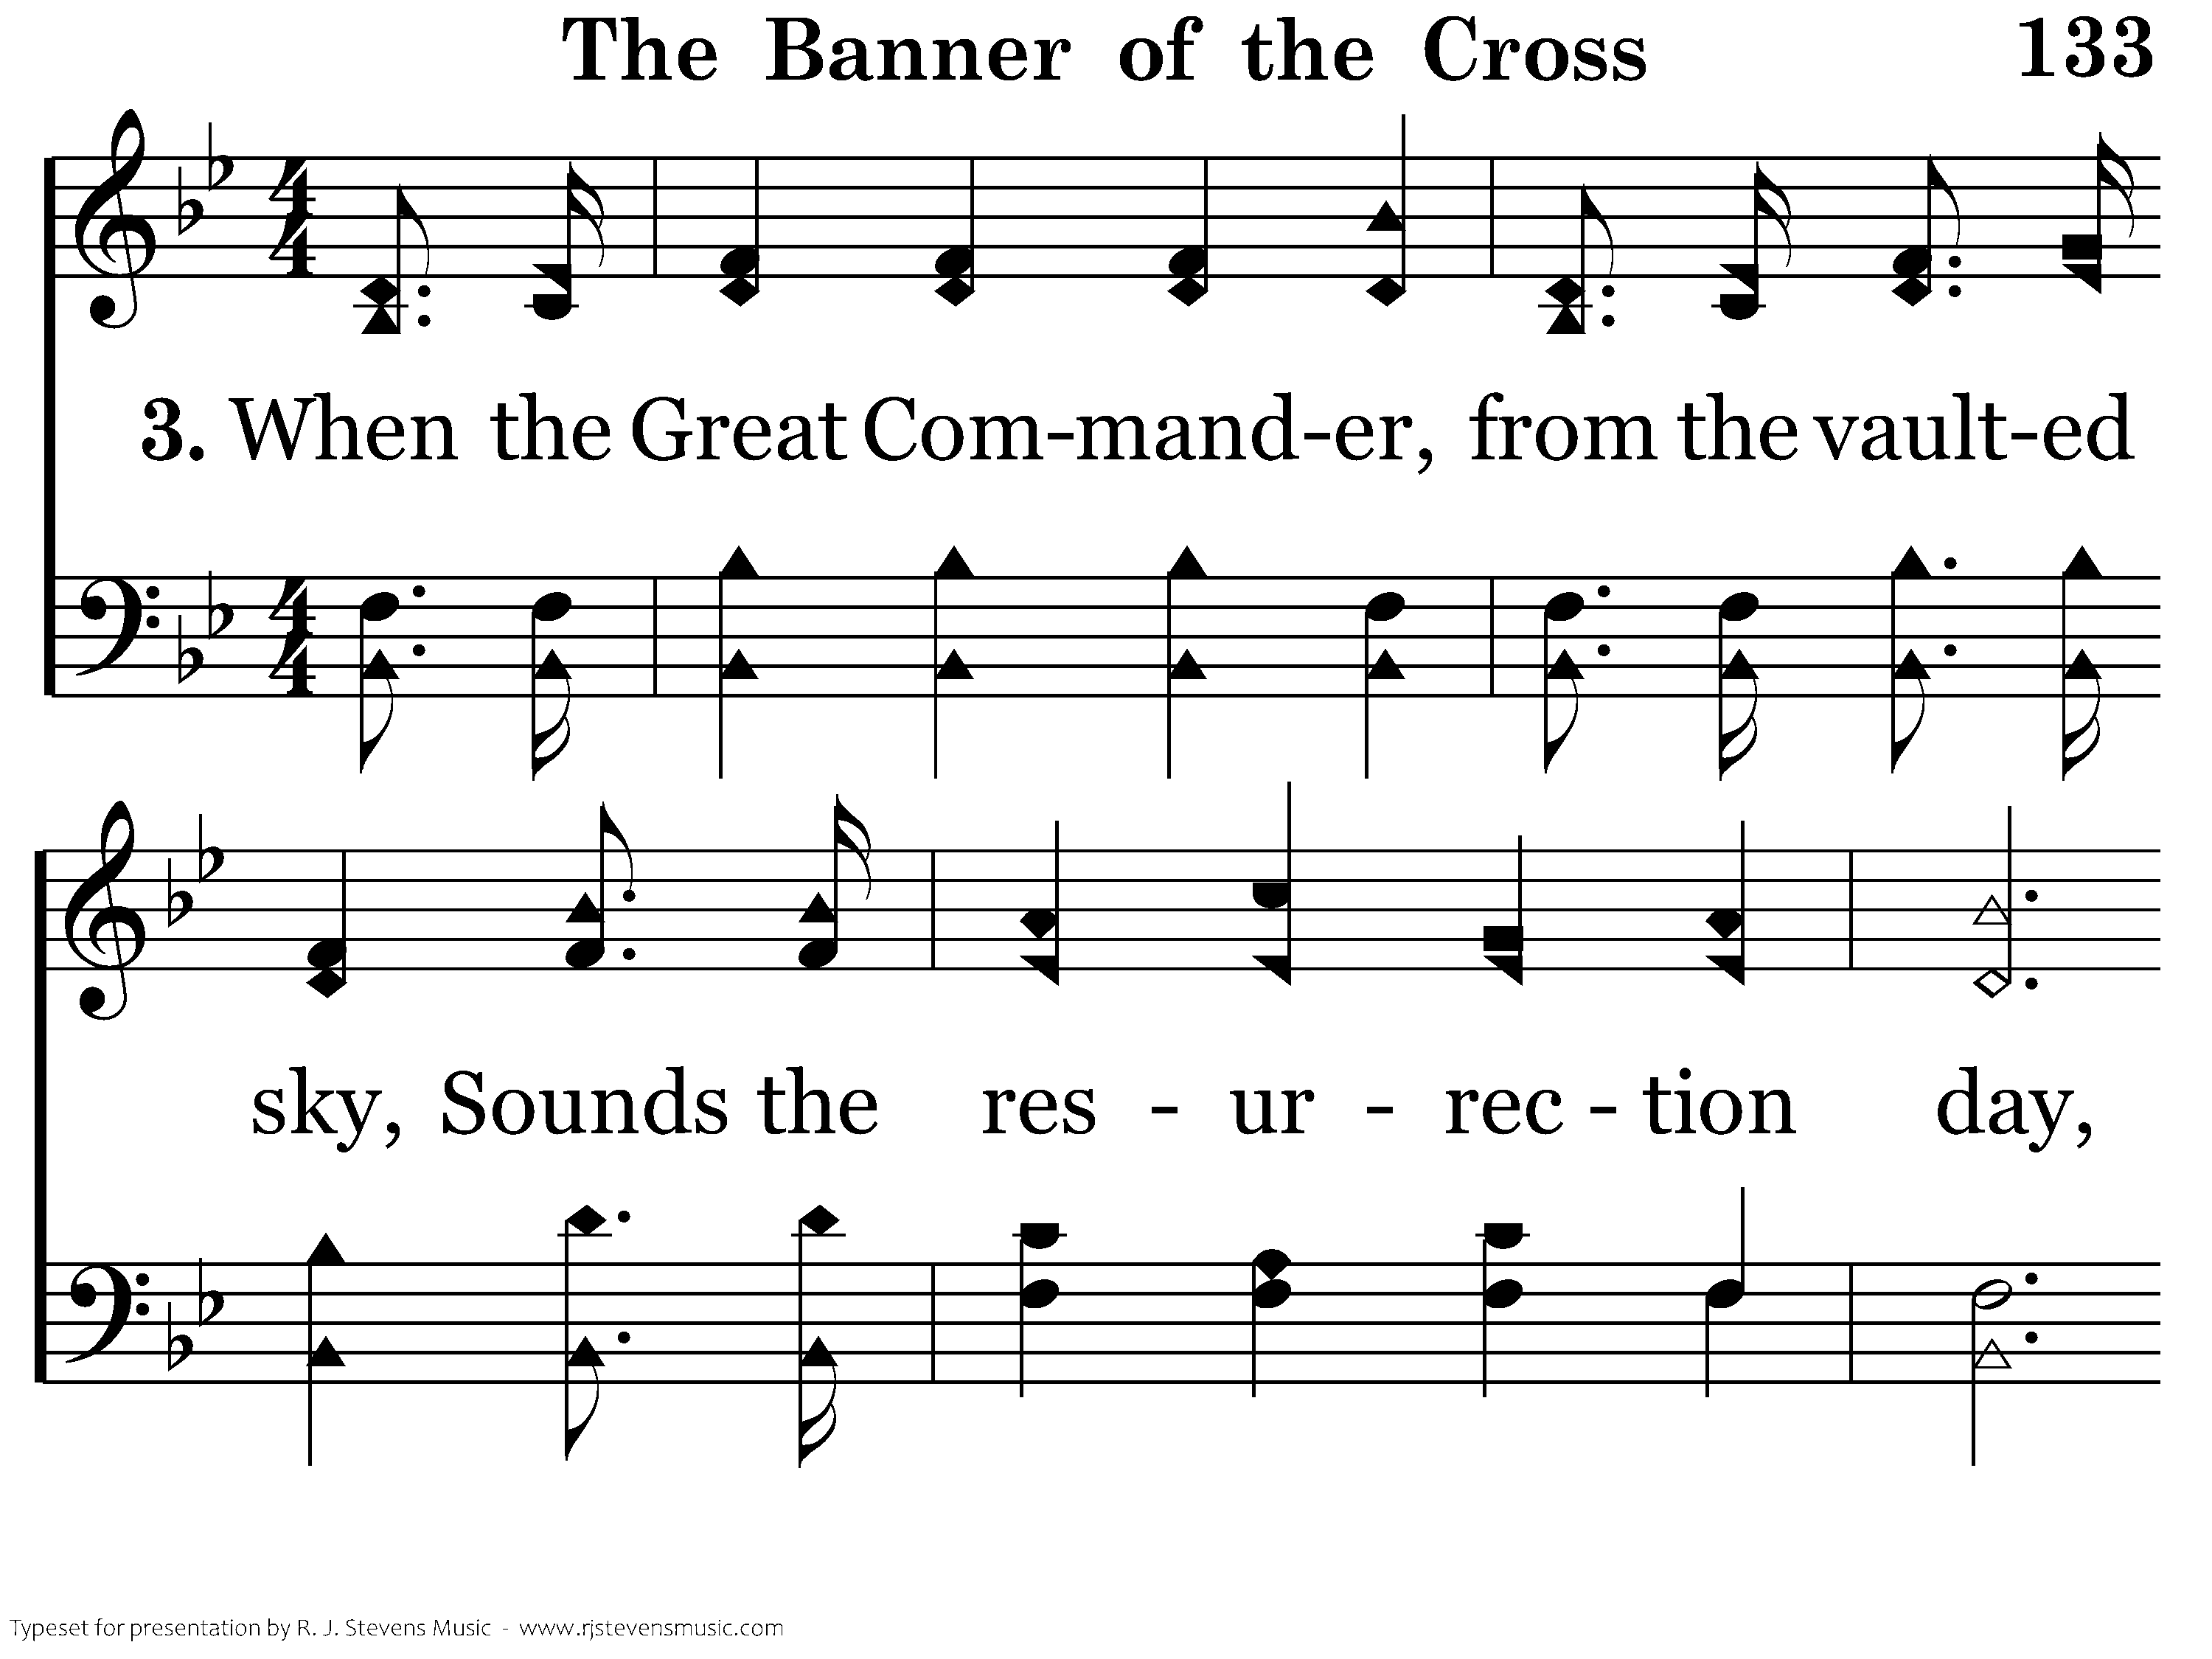 The Banner of the Cross 133
3. When the Great Com-mand-er, from the vault-ed
sky, Sounds the res - ur - rec - tion day,
Typeset for presentation by R. J. Stevens Music - www.rjstevensmusic.com